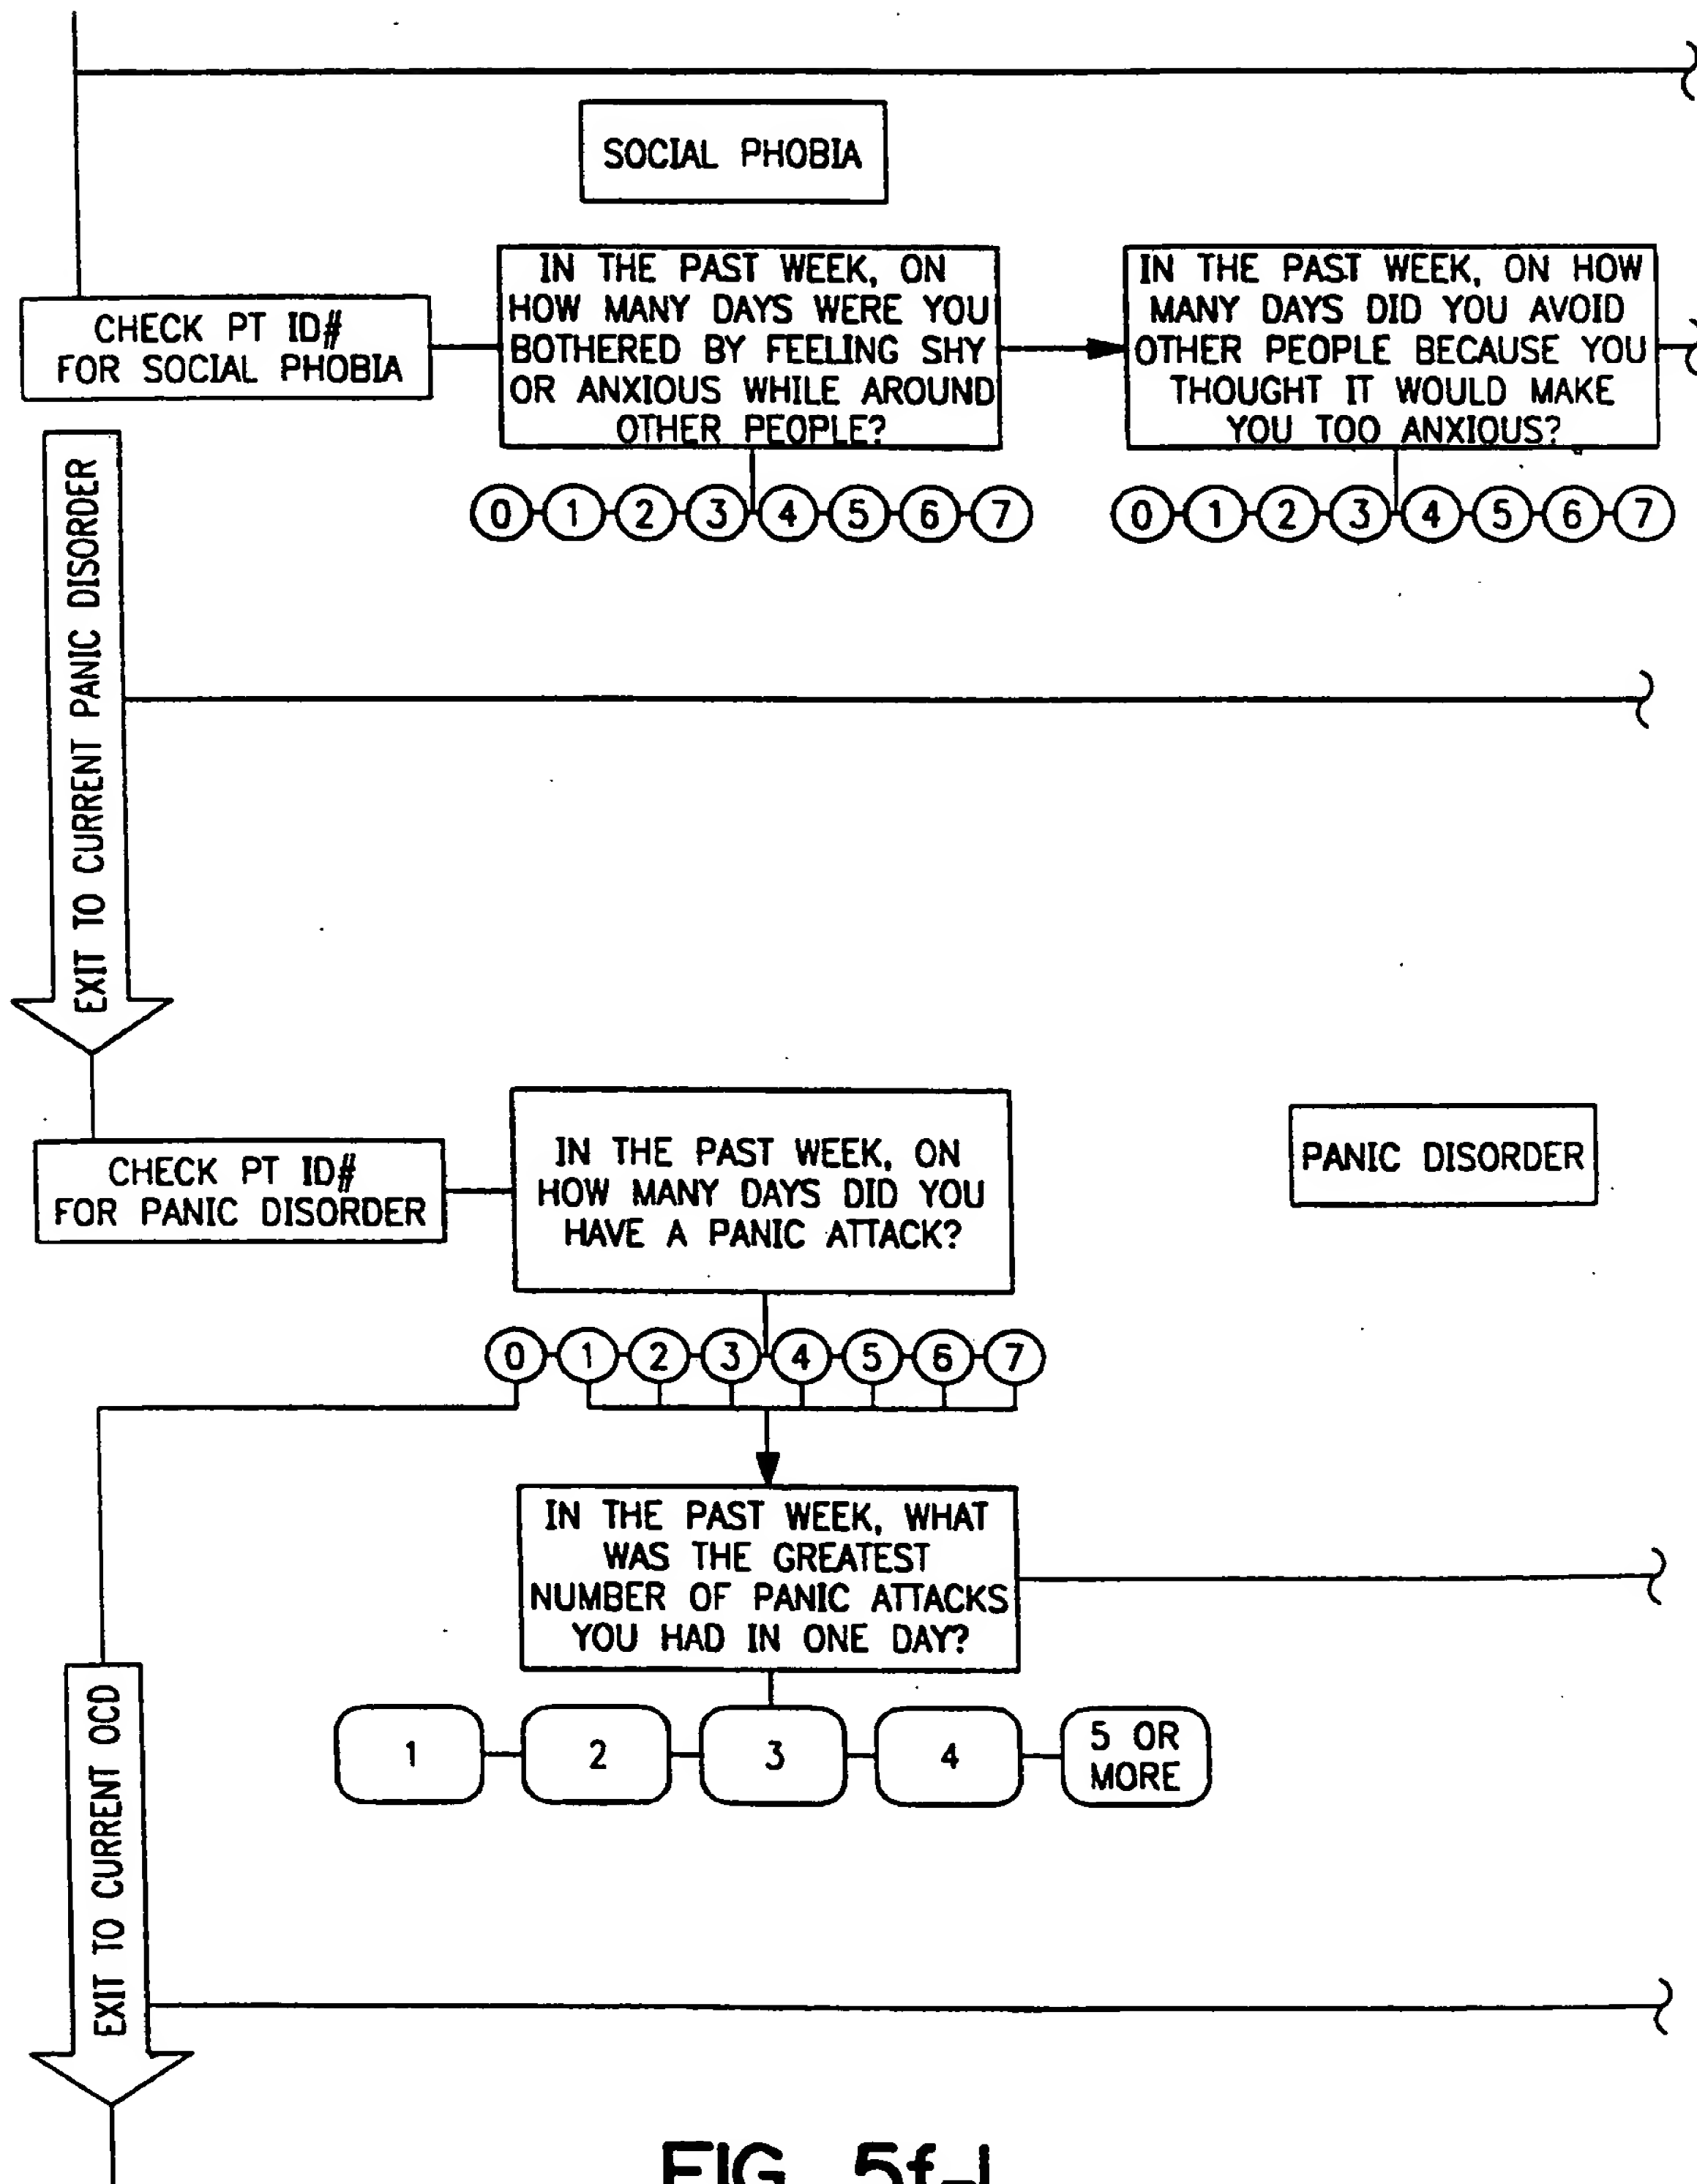 SOCIAL PHOBIA
CHECK PT ID#
FOR SOCIAL PHOBIA
IN THE PAST WEEK, ON
HOW MANY DAYS WERE YOU
BOTHERED BY FEELING SHY
OR ANXIOUS WHILE AROUND
OTHER PEOPLE?
0 1 2 3 4 5 6 7
IN THE PAST WEEK, ON HOW
MANY DAYS DID YOU AVOID
OTHER PEOPLE BECAUSE YOU
THOUGHT IT WOULD MAKE
YOU TOO ANXIOUS?
0 1 2 3 4 5 6 7
EXIT TO CURRENT PANIC DISORDER
CHECK PT ID#
FOR PANIC DISORDER
IN THE PAST WEEK, ON
HOW MANY DAYS DID YOU
HAVE A PANIC ATTACK?
PANIC DISORDER
0 1 2 3 4 5 6 7
IN THE PAST WEEK, WHAT
WAS THE GREATEST
NUMBER OF PANIC ATTACKS
YOU HAD IN ONE DAY?
1 2 3 4 5 OR
MORE
EXIT TO CURRENT OCD
FIG. 5f-1